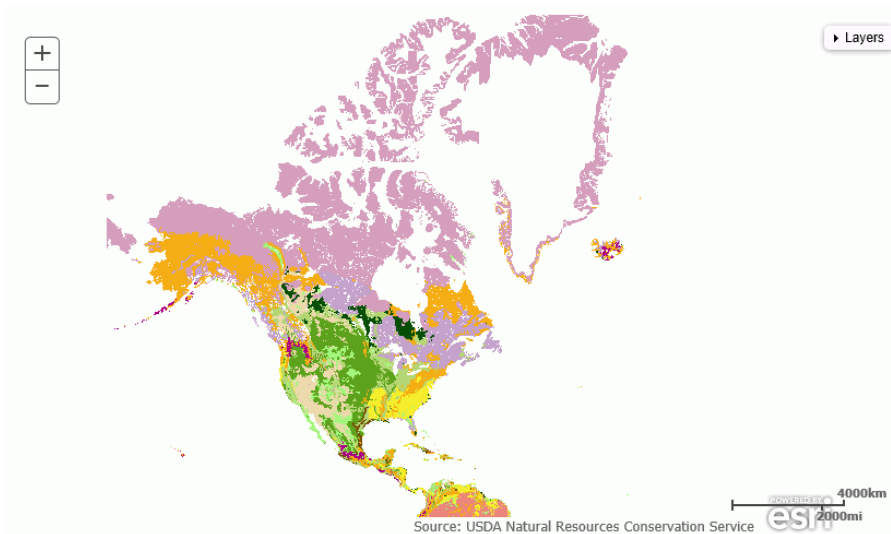 +
Layers
−
4000km
POWERED BY
esri
2000mi
Source: USDA Natural Resources Conservation Service